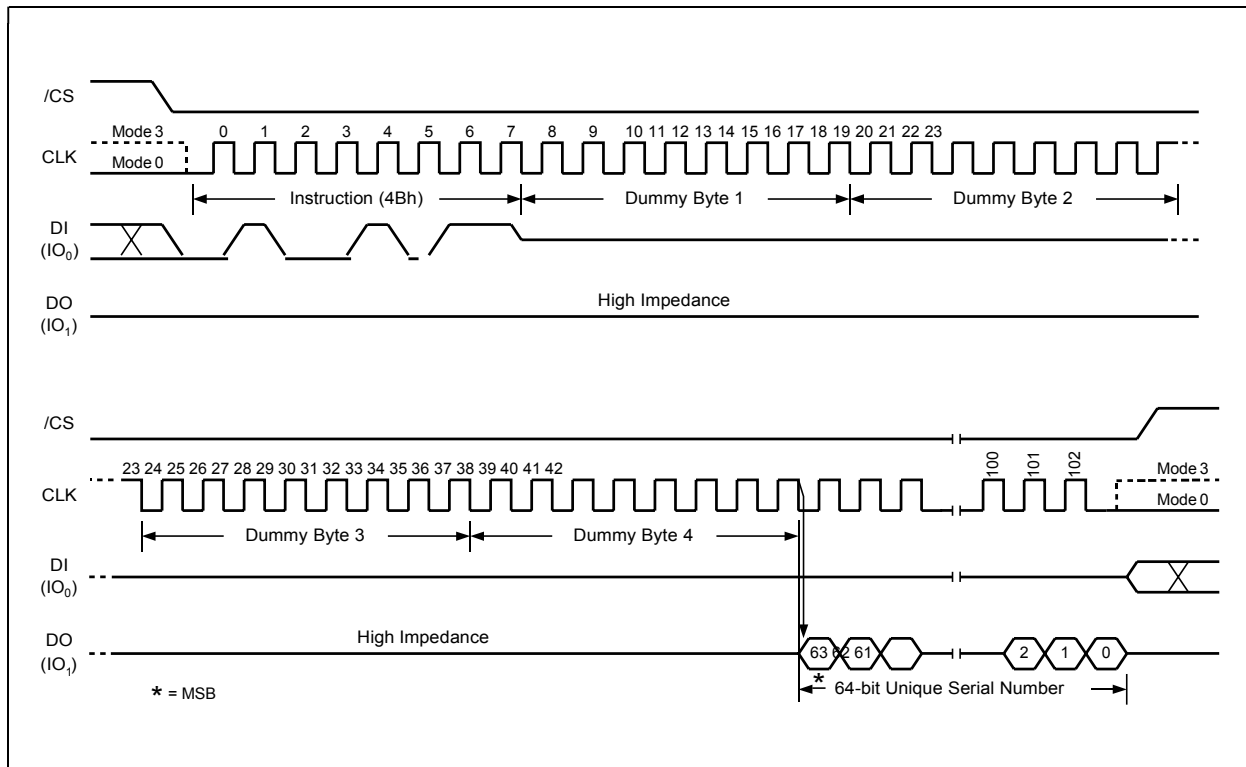 /CS
Mode 3
0 1 2 3 4 5 6 7 8 9 10 11 12 13 14 15 16 17 18 19 20 21 22 23
CLK
Mode 0
Instruction (4Bh) Dummy Byte 1 Dummy Byte 2
DI
(IO0)
High Impedance
DO
(IO1)
/CS
23 24 25 26 27 28 29 30 31 32 33 34 35 36 37 38 39 40 41 42 100 101 102
Mode 3
CLK
Mode 0
Dummy Byte 3 Dummy Byte 4
DI
(IO0)
High Impedance
DO
(IO1)
63 62 61 2 1 0
* = MSB
* 64-bit Unique Serial Number